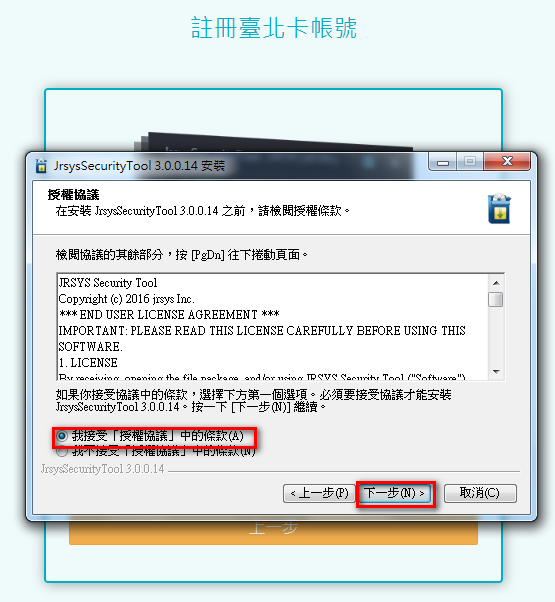 註冊臺北卡帳號
JrsysSecurityTool 3.0.0.14 安裝
授權協議
在安裝 JrsysSecurityTool 3.0.0.14 之前，請檢閱授權條款。
檢閱協議的其餘部分，按 [PgDn] 往下捲動頁面。
JRSYS Security Tool
Copyright (c) 2016 jrsys Inc.
*** END USER LICENSE AGREEMENT ***
IMPORTANT: PLEASE READ THIS LICENSE CAREFULLY BEFORE USING THIS
SOFTWARE.
1. LICENSE
By receiving, opening the file package, and/or using JRSYS Security Tool ("Software")
如果你接受協議中的條款，選擇下方第一個選項。必須要接受協議才能安裝
JrsysSecurityTool 3.0.0.14。按一下 [下一步(N)] 繼續。
我接受「授權協議」中的條款(A)
我不接受「授權協議」中的條款(N)
JrsysSecurityTool 3.0.0.14
< 上一步(P) 下一步(N) > 取消(C)
上一步